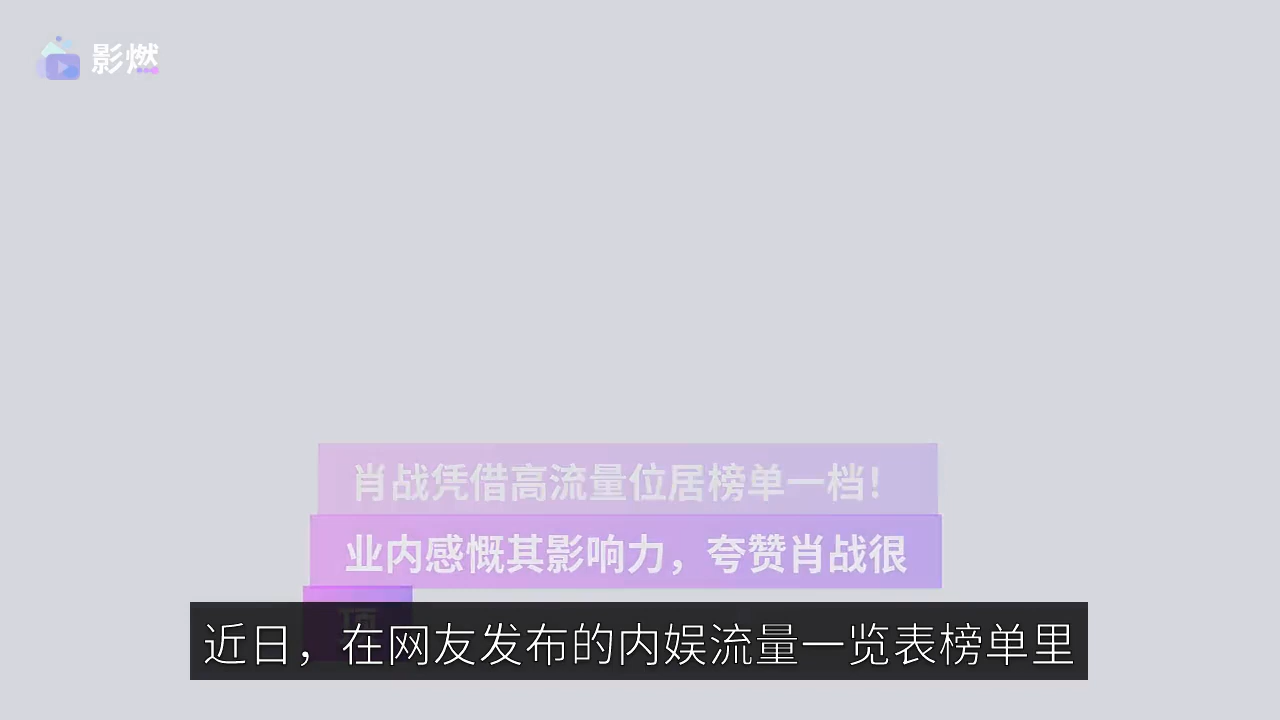 影燃
肖战凭借高流量位居榜单一档！
业内感慨其影响力，夸赞肖战很
顶
近日，在网友发布的内娱流量一览表榜单里